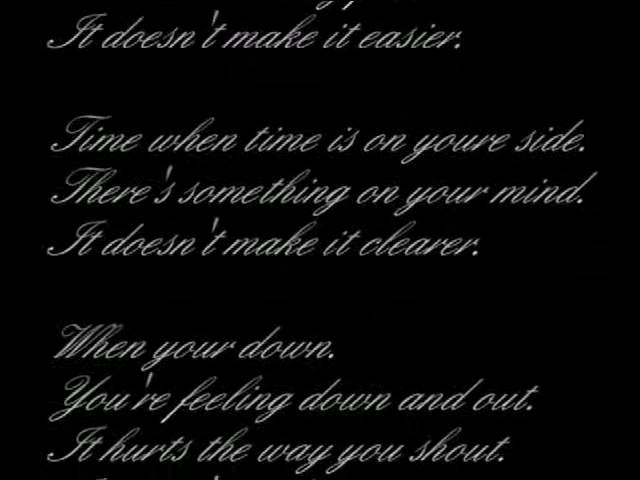 It doesn't make it easier.
Time when time is on youre side.
There's something on your mind.
It doesn't make it clearer.
When your down.
You're feeling down and out.
It hurts the way you shout.